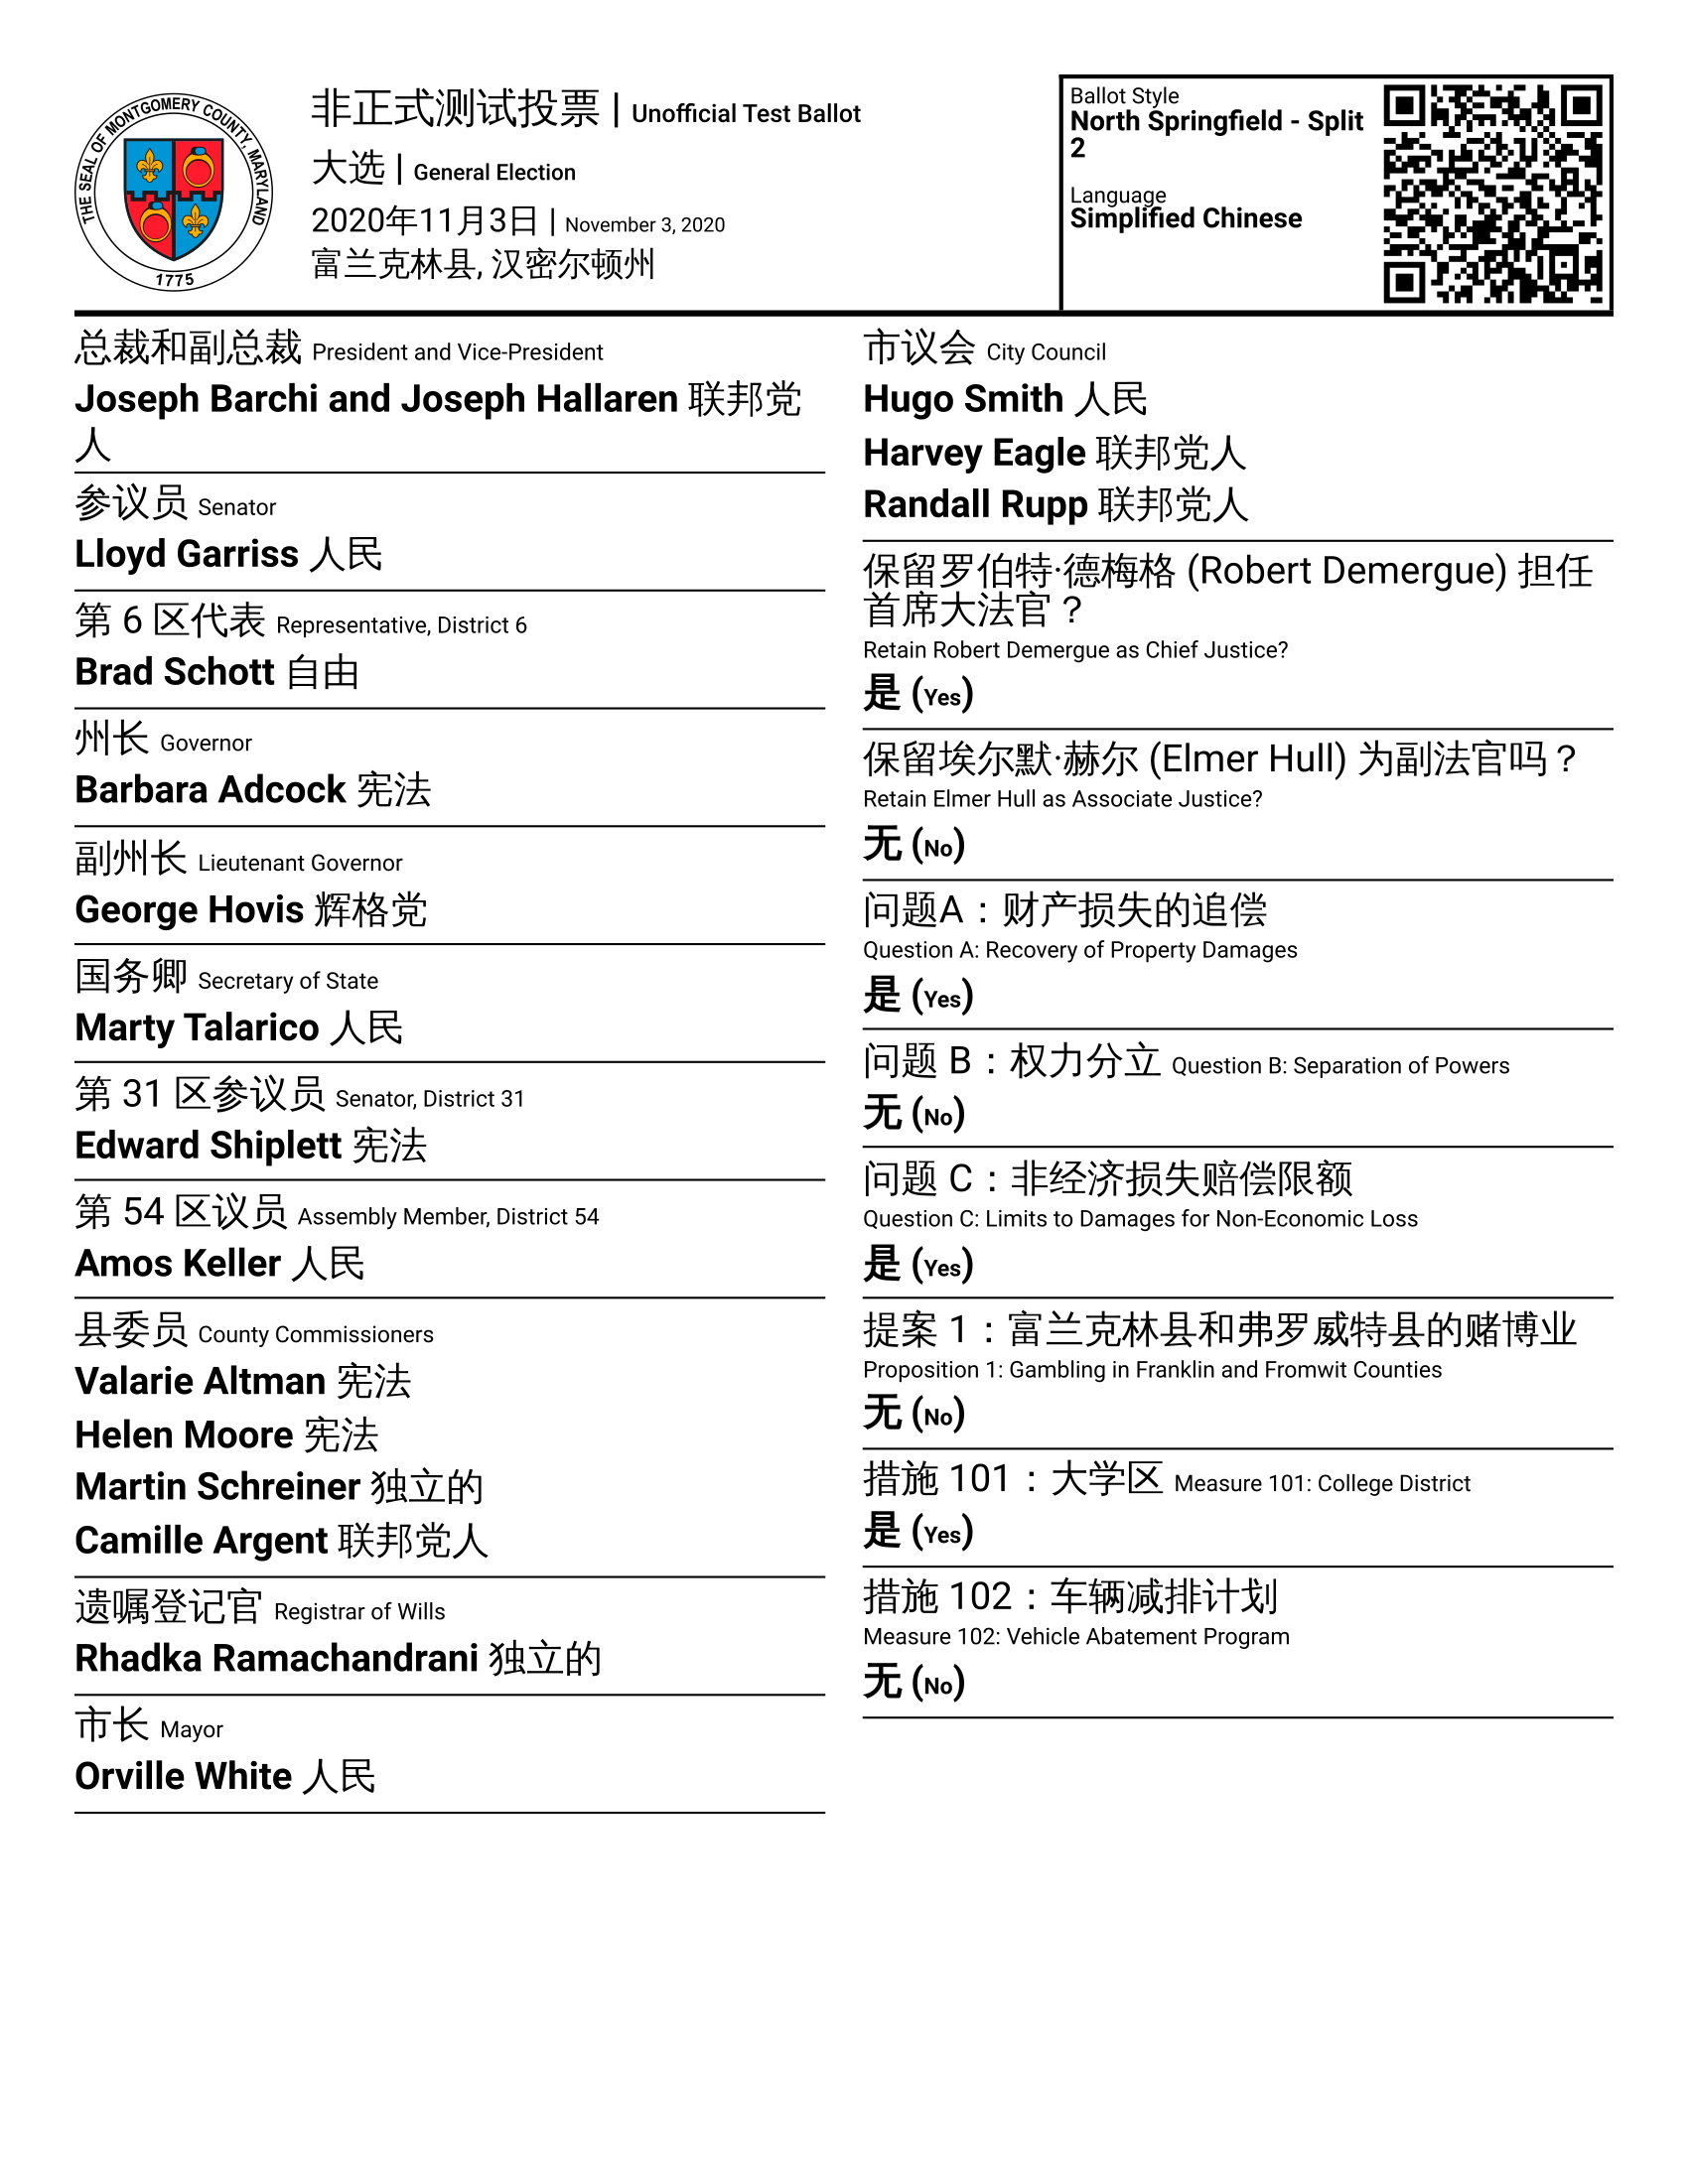 THE SEAL OF MONTGOMERY COUNTY, MARYLAND
1775
非正式测试投票 | Unofficial Test Ballot
大选 | General Election
2020年11月3日 | November 3, 2020
富兰克林县, 汉密尔顿州
Ballot Style
North Springfield - Split
2
Language
Simplified Chinese
总裁和副总裁 President and Vice-President
Joseph Barchi and Joseph Hallaren 联邦党
人
参议员 Senator
Lloyd Garriss 人民
第 6 区代表 Representative, District 6
Brad Schott 自由
州长 Governor
Barbara Adcock 宪法
副州长 Lieutenant Governor
George Hovis 辉格党
国务卿 Secretary of State
Marty Talarico 人民
第 31 区参议员 Senator, District 31
Edward Shiplett 宪法
第 54 区议员 Assembly Member, District 54
Amos Keller 人民
县委员 County Commissioners
Valarie Altman 宪法
Helen Moore 宪法
Martin Schreiner 独立的
Camille Argent 联邦党人
遗嘱登记官 Registrar of Wills
Rhadka Ramachandrani 独立的
市长 Mayor
Orville White 人民
市议会 City Council
Hugo Smith 人民
Harvey Eagle 联邦党人
Randall Rupp 联邦党人
保留罗伯特·德梅格 (Robert Demergue) 担任
首席大法官？
Retain Robert Demergue as Chief Justice?
是 (Yes)
保留埃尔默·赫尔 (Elmer Hull) 为副法官吗？
Retain Elmer Hull as Associate Justice?
无 (No)
问题A：财产损失的追偿
Question A: Recovery of Property Damages
是 (Yes)
问题 B：权力分立 Question B: Separation of Powers
无 (No)
问题 C：非经济损失赔偿限额
Question C: Limits to Damages for Non-Economic Loss
是 (Yes)
提案 1：富兰克林县和弗罗威特县的赌博业
Proposition 1: Gambling in Franklin and Fromwit Counties
无 (No)
措施 101：大学区 Measure 101: College District
是 (Yes)
措施 102：车辆减排计划
Measure 102: Vehicle Abatement Program
无 (No)